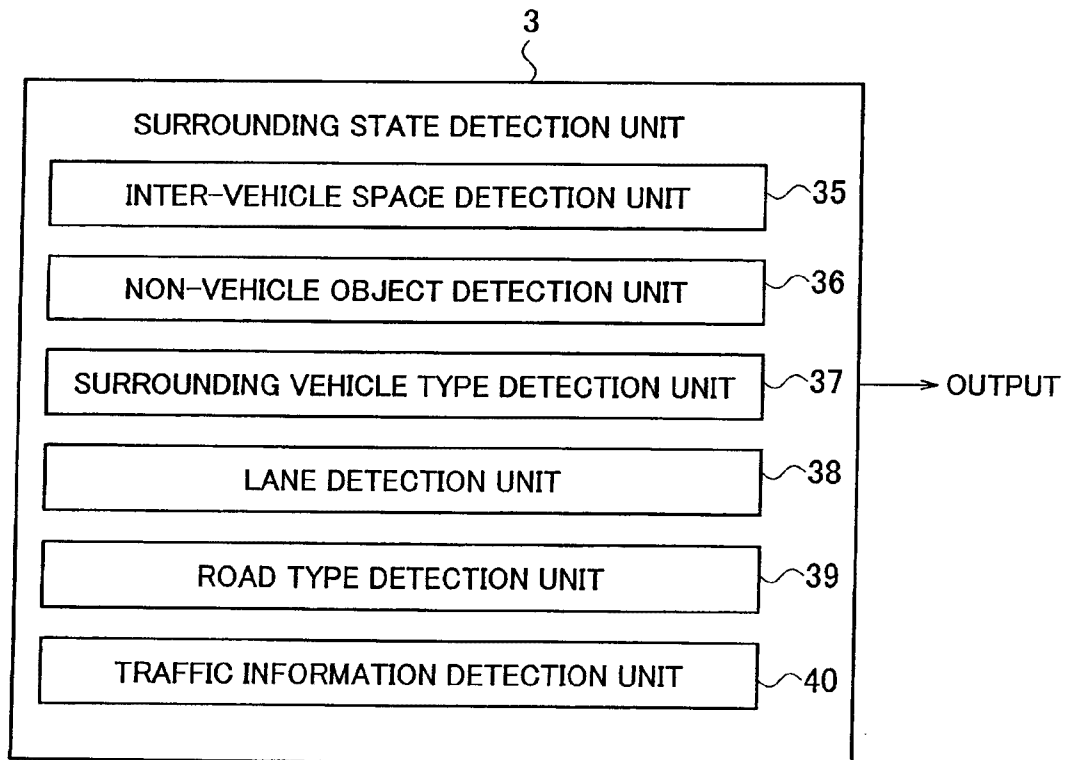 3
SURROUNDING STATE DETECTION UNIT
INTER-VEHICLE SPACE DETECTION UNIT 35
NON-VEHICLE OBJECT DETECTION UNIT 36
SURROUNDING VEHICLE TYPE DETECTION UNIT 37
OUTPUT
LANE DETECTION UNIT 38
ROAD TYPE DETECTION UNIT 39
TRAFFIC INFORMATION DETECTION UNIT 40